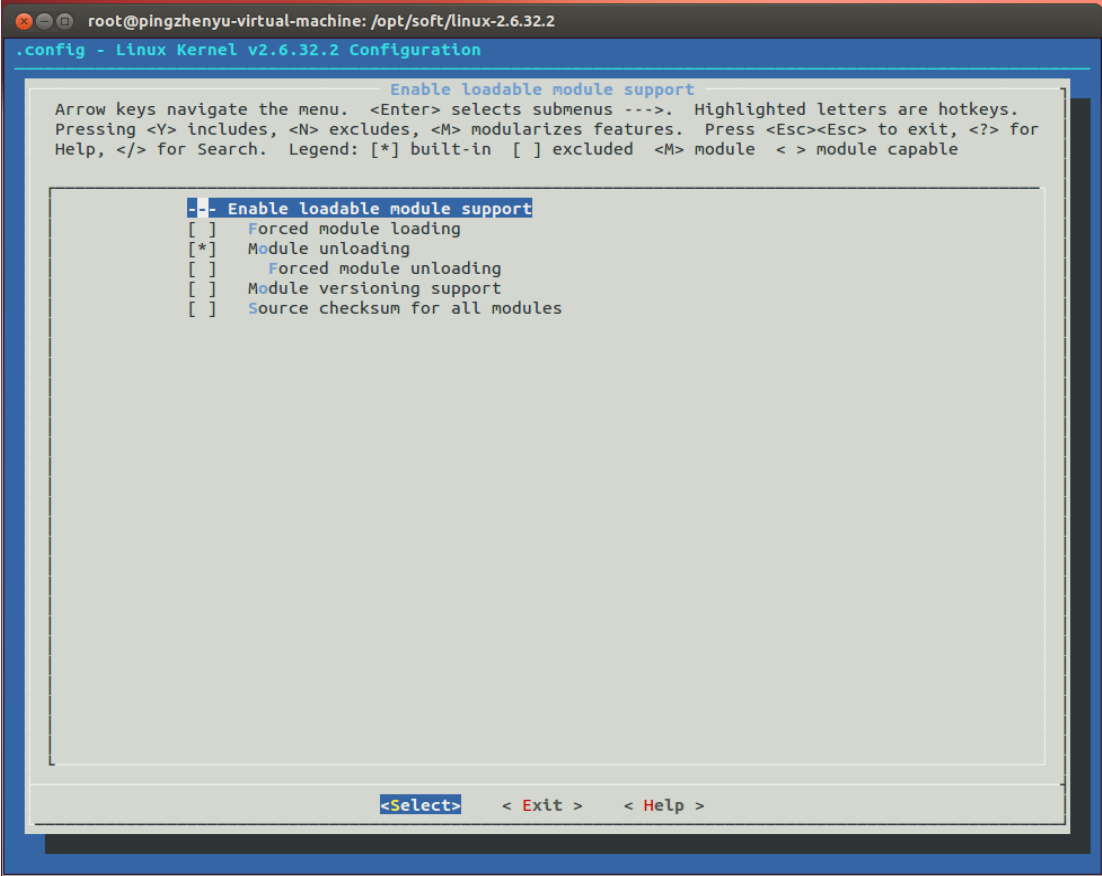 root@pingzhenyu-virtual-machine: /opt/soft/linux-2.6.32.2
.config - Linux Kernel v2.6.32.2 Configuration
Enable loadable module support
Arrow keys navigate the menu.  <Enter> selects submenus --->.  Highlighted letters are hotkeys.
Pressing <Y> includes, <N> excludes, <M> modularizes features.  Press <Esc><Esc> to exit, <?> for
Help, </> for Search.  Legend: [*] built-in  [ ] excluded  <M> module  < > module capable
--- Enable loadable module support
[ ]   Forced module loading
[*]   Module unloading
[ ]     Forced module unloading
[ ]   Module versioning support
[ ]   Source checksum for all modules
<Select>    < Exit >    < Help >